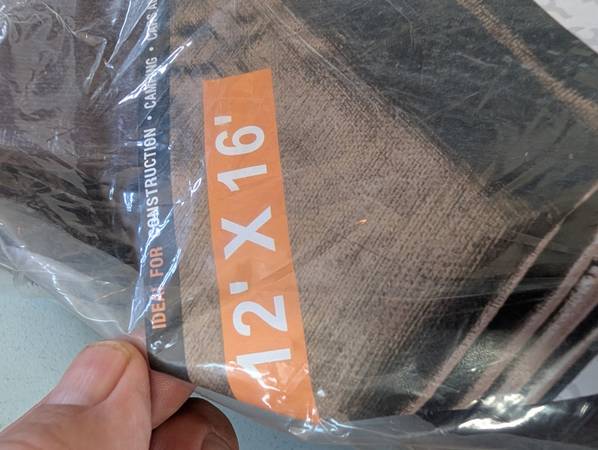 IDEAL FOR CONSTRUCTION • CAMPING •
12' X 16'